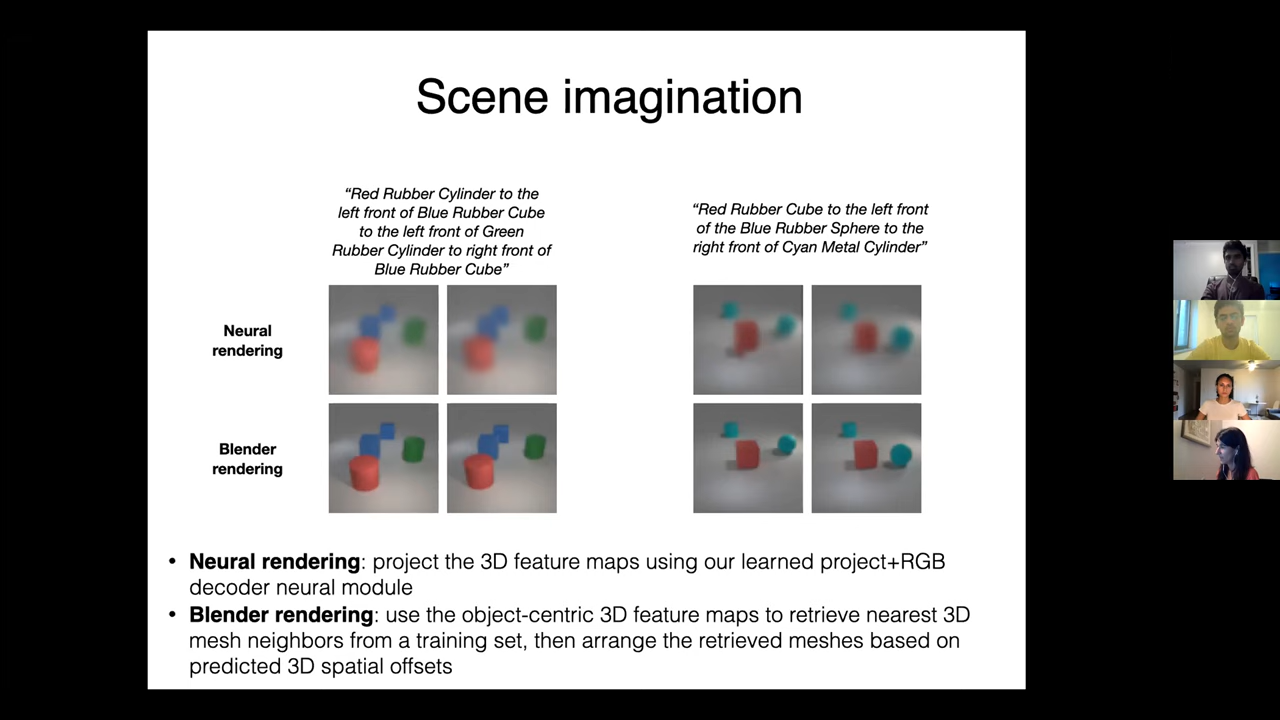 Scene imagination
“Red Rubber Cylinder to the
left front of Blue Rubber Cube
to the left front of Green
Rubber Cylinder to right front of
Blue Rubber Cube”
“Red Rubber Cube to the left front
of the Blue Rubber Sphere to the
right front of Cyan Metal Cylinder”
Neural
rendering
Blender
rendering
• Neural rendering: project the 3D feature maps using our learned project+RGB
decoder neural module
• Blender rendering: use the object-centric 3D feature maps to retrieve nearest 3D
mesh neighbors from a training set, then arrange the retrieved meshes based on
predicted 3D spatial offsets